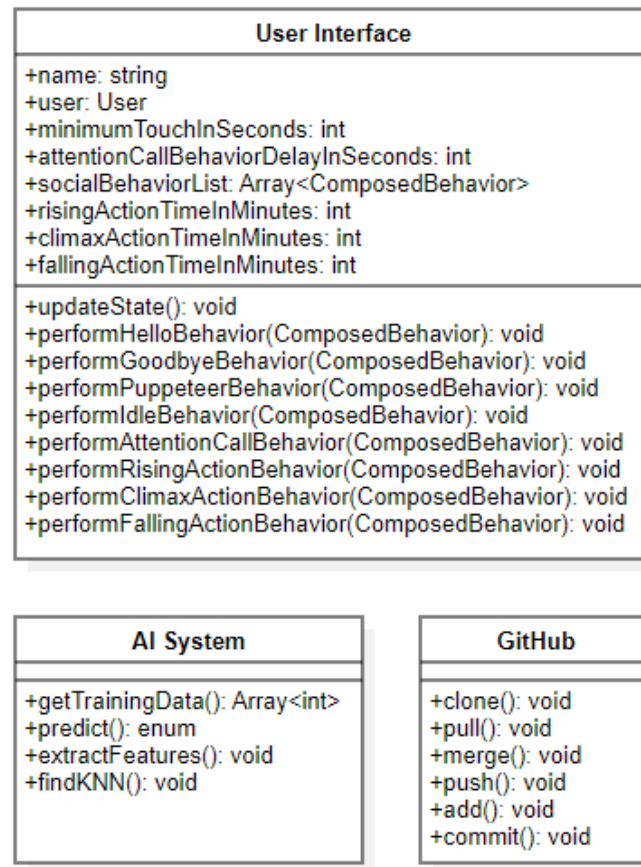 User Interface
+name: string
+user: User
+minimumTouchInSeconds: int
+attentionCallBehaviorDelayInSeconds: int
+socialBehaviorList: Array<ComposedBehavior>
+risingActionTimeInMinutes: int
+climaxActionTimeInMinutes: int
+fallingActionTimeInMinutes: int
+updateState(): void
+performHelloBehavior(ComposedBehavior): void
+performGoodbyeBehavior(ComposedBehavior): void
+performPuppeteerBehavior(ComposedBehavior): void
+performIdleBehavior(ComposedBehavior): void
+performAttentionCallBehavior(ComposedBehavior): void
+performRisingActionBehavior(ComposedBehavior): void
+performClimaxActionBehavior(ComposedBehavior): void
+performFallingActionBehavior(ComposedBehavior): void
AI System
+getTrainingData(): Array<int>
+predict(): enum
+extractFeatures(): void
+findKNN(): void
GitHub
+clone(): void
+pull(): void
+merge(): void
+push(): void
+add(): void
+commit(): void